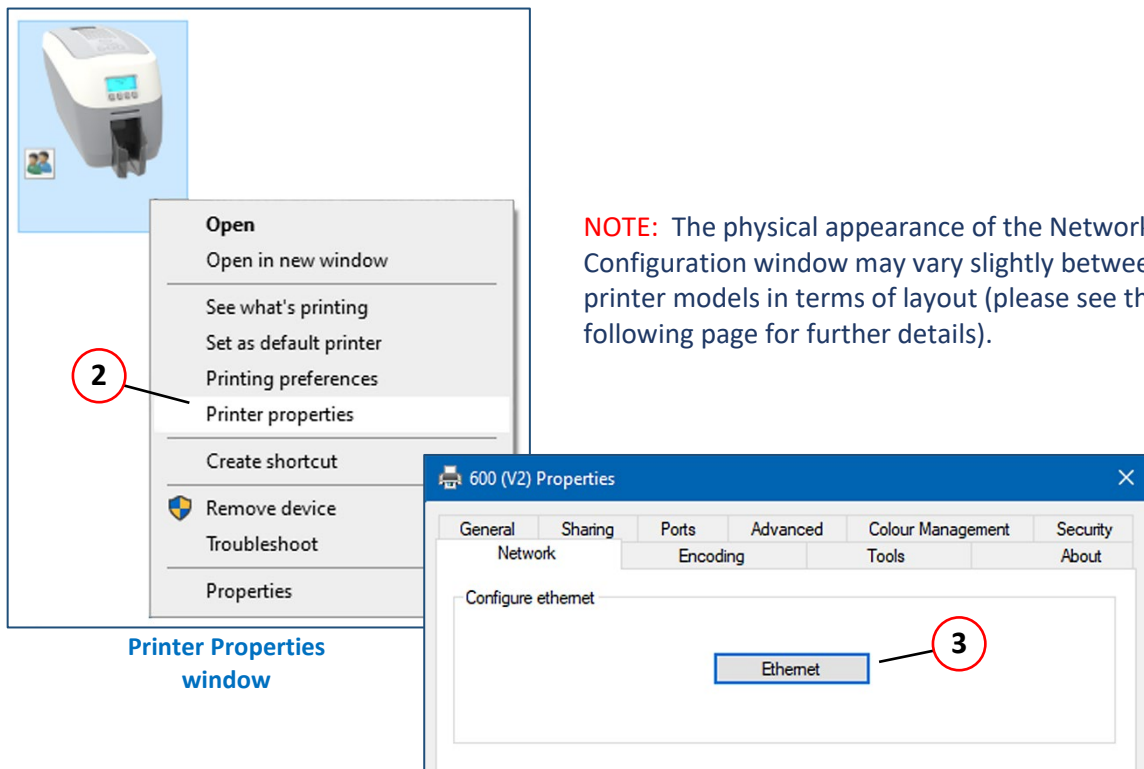 Open
Open in new window
See what's printing
Set as default printer
2
Printing preferences
Printer properties
Create shortcut
Remove device
Troubleshoot
Properties
Printer Properties
window
NOTE: The physical appearance of the Network
Configuration window may vary slightly betwee
printer models in terms of layout (please see th
following page for further details).
600 (V2) Properties
General Sharing Ports Advanced Colour Management Security
Network Encoding Tools About
Configure ethernet
3
Ethernet